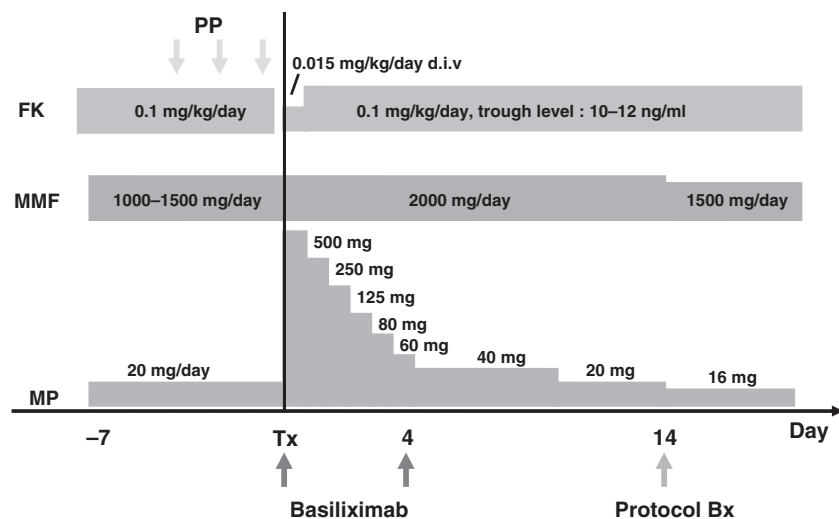 PP
0.015 mg/kg/day d.i.v
FK
0.1 mg/kg/day
0.1 mg/kg/day, trough level : 10–12 ng/ml
MMF
1000–1500 mg/day
2000 mg/day
1500 mg/day
500 mg
250 mg
125 mg
80 mg
60 mg
40 mg
20 mg
16 mg
20 mg/day
MP
–7
Tx
4
14
Day
Basiliximab
Protocol Bx